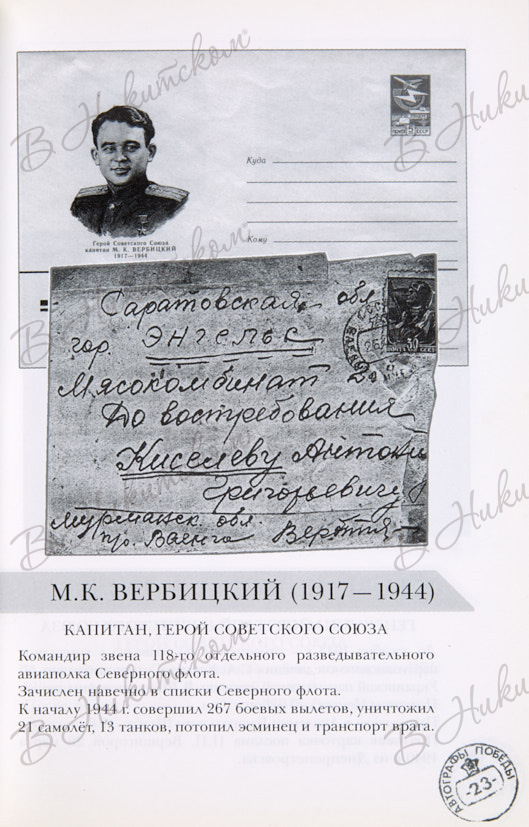 В Никитском
Куда
Кому
Герой Советского Союза
капитан М. К. ВЕРБИЦКИЙ
1917—1944
Саратовская обл
гор. ЭНГЕЛЬС
Мясокомбинат
До востребования
Киселеву Антону
Григорьевичу
Мурманск. обл.
М.К. ВЕРБИЦКИЙ (1917—1944)
КАПИТАН, ГЕРОЙ СОВЕТСКОГО СОЮЗА
Командир звена 118-го отдельного разведывательного
авиаполка Северного флота.
Зачислен навечно в списки Северного флота.
К началу 1944 г. совершил 267 боевых вылетов, уничтожил
21 самолёт, 13 танков, потопил эсминец и транспорт врага.
АВТОГРАФЫ ПОБЕДЫ
-23-